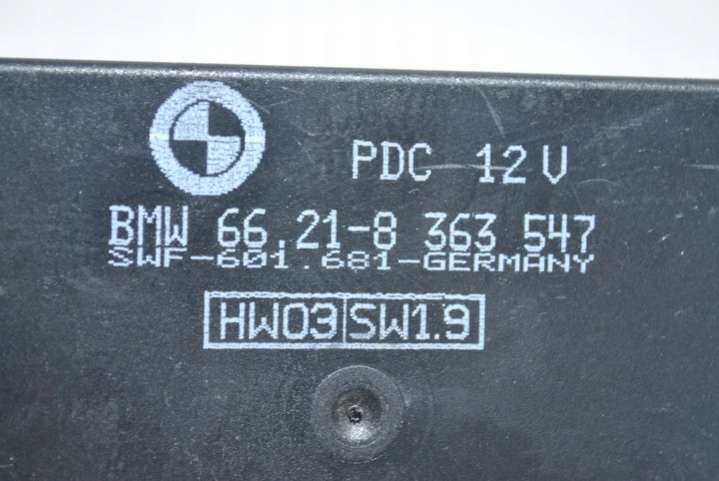 PDC 12V
BMW 66.21-8 363 547
SWF-601.681-GERMANY
HW03 SW1.9